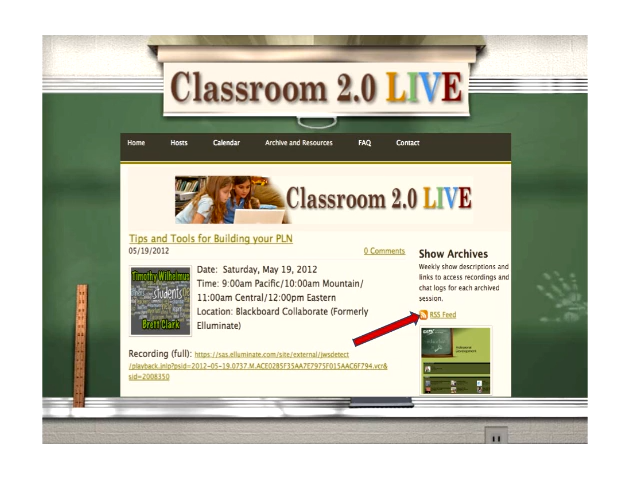 Classroom 2.0 LIVE
Home Hosts Calendar Archive and Resources FAQ Contact
Classroom 2.0 LIVE
Tips and Tools for Building your PLN
05/19/2012
0 Comments
Timothy Wilhelmus
students
Brett Clark
Date: Saturday, May 19, 2012
Time: 9:00am Pacific/10:00am Mountain/
11:00am Central/12:00pm Eastern
Location: Blackboard Collaborate (Formerly
Elluminate)
Recording (full): https://sas.elluminate.com/site/external/jwsdetect
/playback.jnlp?psid=2012-05-19.0737.M.ACE0285F35AA7E7975F015AAC6F794.vcr&
sid=2008350
Show Archives
Weekly show descriptions and
links to access recordings and
chat logs for each archived
session.
RSS Feed